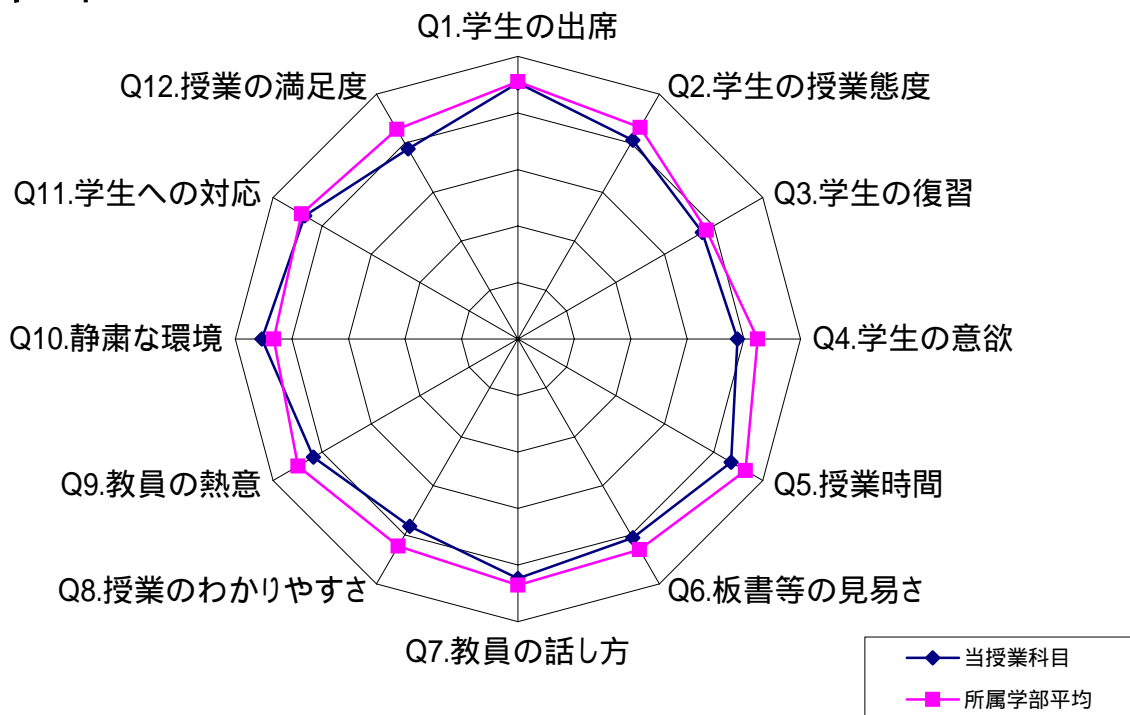 Q1.学生の出席
Q2.学生の授業態度
Q3.学生の復習
Q4.学生の意欲
Q5.授業時間
Q6.板書等の見易さ
Q7.教員の話し方
Q8.授業のわかりやすさ
Q9.教員の熱意
Q10.静粛な環境
Q11.学生への対応
Q12.授業の満足度
当授業科目
所属学部平均